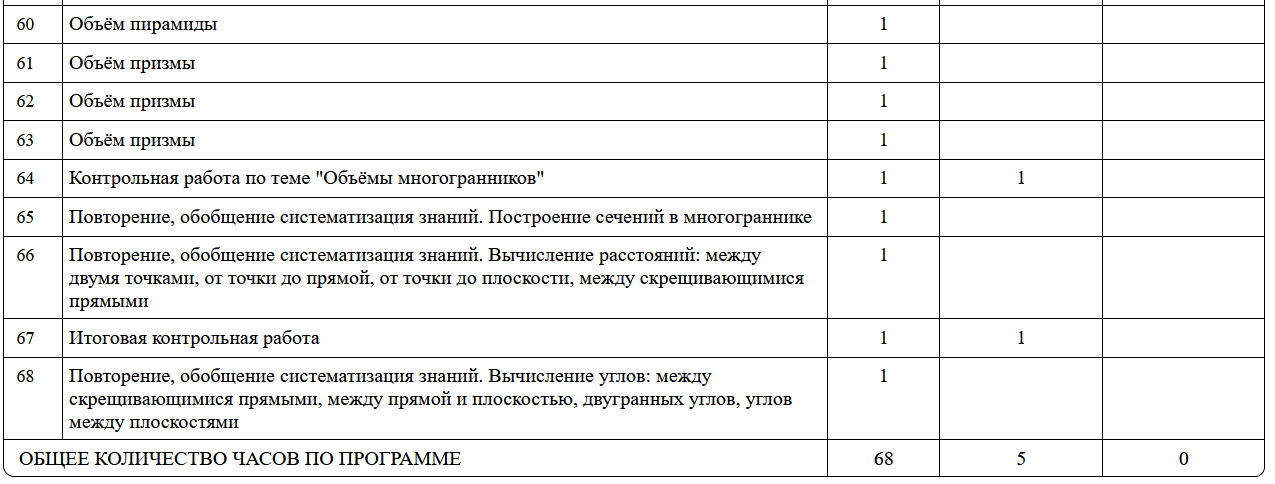 60 Объём пирамиды 1
61 Объём призмы 1
62 Объём призмы 1
63 Объём призмы 1
64 Контрольная работа по теме "Объёмы многогранников" 1 1
65 Повторение, обобщение систематизация знаний. Построение сечений в многограннике 1
66 Повторение, обобщение систематизация знаний. Вычисление расстояний: между 1
двумя точками, от точки до прямой, от точки до плоскости, между скрещивающимися
прямыми
67 Итоговая контрольная работа 1 1
68 Повторение, обобщение систематизация знаний. Вычисление углов: между 1
скрещивающимися прямыми, между прямой и плоскостью, двугранных углов, углов
между плоскостями
ОБЩЕЕ КОЛИЧЕСТВО ЧАСОВ ПО ПРОГРАММЕ 68 5 0